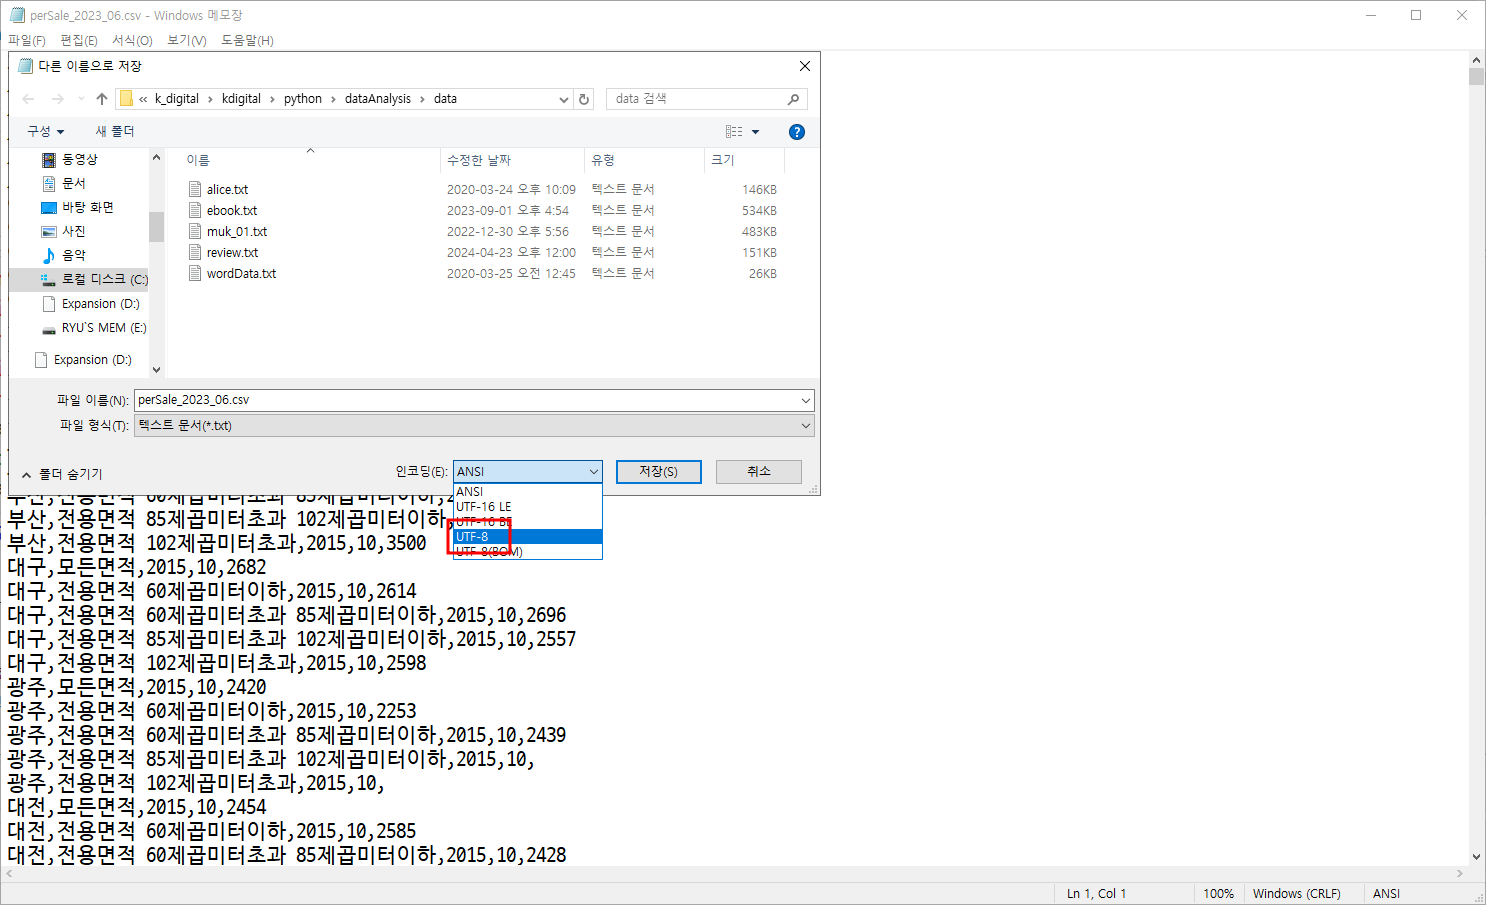 perSale_2023_06.csv - Windows 메모장
파일(F) 편집(E) 서식(O) 보기(V) 도움말(H)
다른 이름으로 저장
« k_digital › kdigital › python › dataAnalysis › data
data 검색
구성 새 폴더
이름 수정한 날짜 유형 크기
동영상
문서
바탕 화면
사진
음악
로컬 디스크 (C:)
Expansion (D:)
RYU`S MEM (E:)
Expansion (D:)
alice.txt 2020-03-24 오후 10:09 텍스트 문서 146KB
ebook.txt 2023-09-01 오후 4:54 텍스트 문서 534KB
muk_01.txt 2022-12-30 오후 5:56 텍스트 문서 483KB
review.txt 2024-04-23 오후 12:00 텍스트 문서 151KB
wordData.txt 2020-03-25 오전 12:45 텍스트 문서 26KB
파일 이름(N): perSale_2023_06.csv
파일 형식(T): 텍스트 문서(*.txt)
폴더 숨기기
인코딩(E): ANSI
저장(S) 취소
ANSI
UTF-16 LE
UTF-16 BE
UTF-8
UTF-8(BOM)
부산,전용면적 60제곱미터초과 85제곱미터이하,
부산,전용면적 85제곱미터초과 102제곱미터이하,
부산,전용면적 102제곱미터초과,2015,10,3500
대구,모든면적,2015,10,2682
대구,전용면적 60제곱미터이하,2015,10,2614
대구,전용면적 60제곱미터초과 85제곱미터이하,2015,10,2696
대구,전용면적 85제곱미터초과 102제곱미터이하,2015,10,2557
대구,전용면적 102제곱미터초과,2015,10,2598
광주,모든면적,2015,10,2420
광주,전용면적 60제곱미터이하,2015,10,2253
광주,전용면적 60제곱미터초과 85제곱미터이하,2015,10,2439
광주,전용면적 85제곱미터초과 102제곱미터이하,2015,10,
광주,전용면적 102제곱미터초과,2015,10,
대전,모든면적,2015,10,2454
대전,전용면적 60제곱미터이하,2015,10,2585
대전,전용면적 60제곱미터초과 85제곱미터이하,2015,10,2428
Ln 1, Col 1 100% Windows (CRLF) ANSI